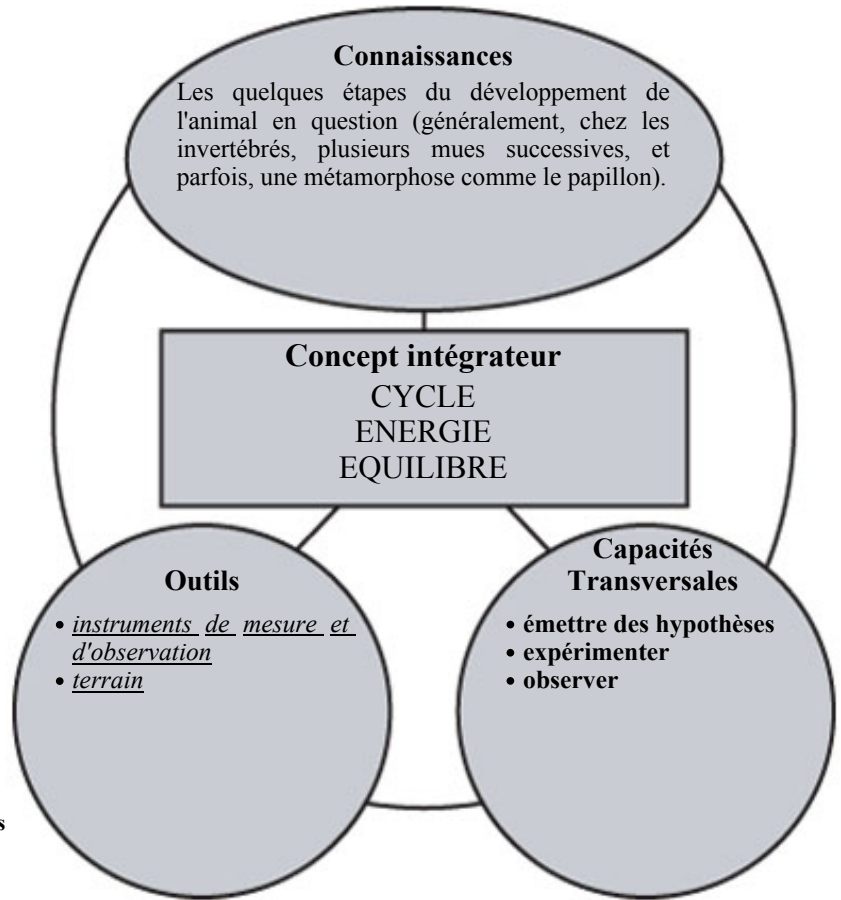 Connaissances
Les quelques étapes du développement de
l'animal en question (généralement, chez les
invertébrés, plusieurs mues successives, et
parfois, une métamorphose comme le papillon).
Concept intégrateur
CYCLE
ENERGIE
EQUILIBRE
Outils
• instruments de mesure et
d'observation
• terrain
Capacités
Transversales
• émettre des hypothèses
• expérimenter
• observer
s